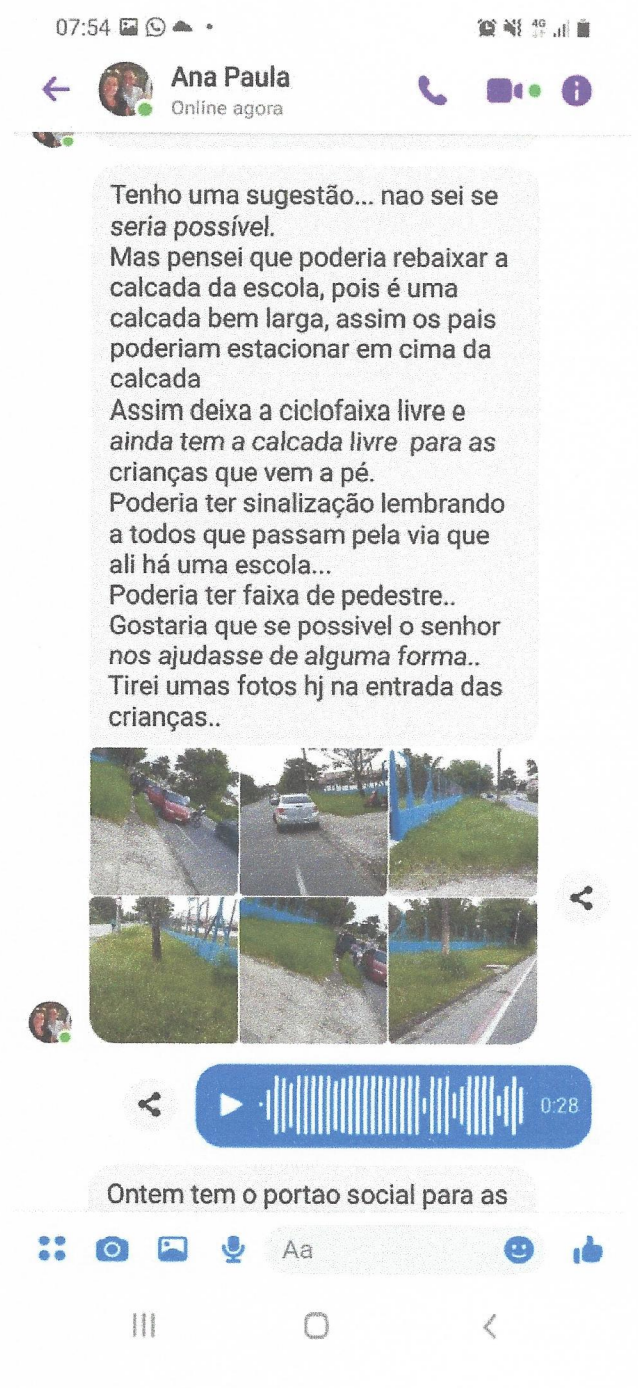 07:54
4G
Ana Paula
Online agora
Tenho uma sugestão... nao sei se
seria possível.
Mas pensei que poderia rebaixar a
calcada da escola, pois é uma
calcada bem larga, assim os pais
poderiam estacionar em cima da
calcada
Assim deixa a ciclofaixa livre e
ainda tem a calcada livre para as
crianças que vem a pé.
Poderia ter sinalização lembrando
a todos que passam pela via que
ali há uma escola...
Poderia ter faixa de pedestre..
Gostaria que se possivel o senhor
nos ajudasse de alguma forma..
Tirei umas fotos hj na entrada das
crianças..
0:28
Ontem tem o portao social para as
Aa